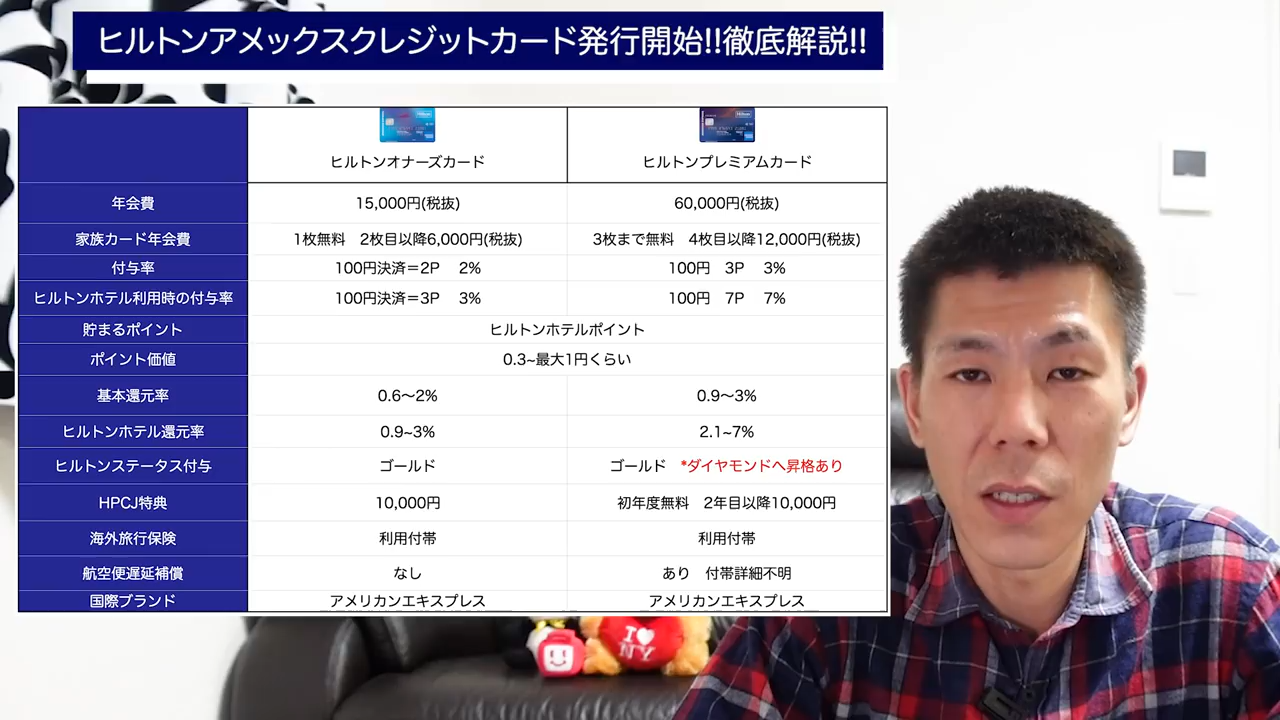 ヒルトンアメックスクレジットカード発行開始!!徹底解説!!
ヒルトンオナーズカード ヒルトンプレミアムカード
年会費 15,000円(税抜) 60,000円(税抜)
家族カード年会費 1枚無料 2枚目以降6,000円(税抜) 3枚まで無料 4枚目以降12,000円(税抜)
付与率 100円決済＝2P 2% 100円 3P 3%
ヒルトンホテル利用時の付与率 100円決済＝3P 3% 100円 7P 7%
貯まるポイント ヒルトンホテルポイント
ポイント価値 0.3~最大1円くらい
基本還元率 0.6〜2% 0.9〜3%
ヒルトンホテル還元率 0.9~3% 2.1~7%
ヒルトンステータス付与 ゴールド ゴールド *ダイヤモンドへ昇格あり
HPCJ特典 10,000円 初年度無料 2年目以降10,000円
海外旅行保険 利用付帯 利用付帯
航空便遅延補償 なし あり 付帯詳細不明
国際ブランド アメリカンエキスプレス アメリカンエキスプレス
I♥
NY